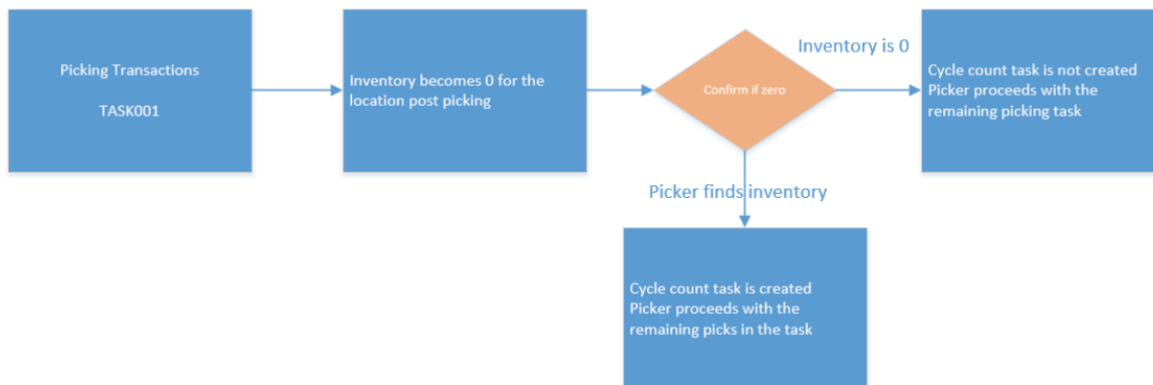 Picking Transactions
TASK001
Inventory becomes 0 for the
location post picking
Confirm if zero
Inventory is 0
Cycle count task is not created
Picker proceeds with the
remaining picking task
Picker finds inventory
Cycle count task is created
Picker proceeds with the
remaining picks in the task